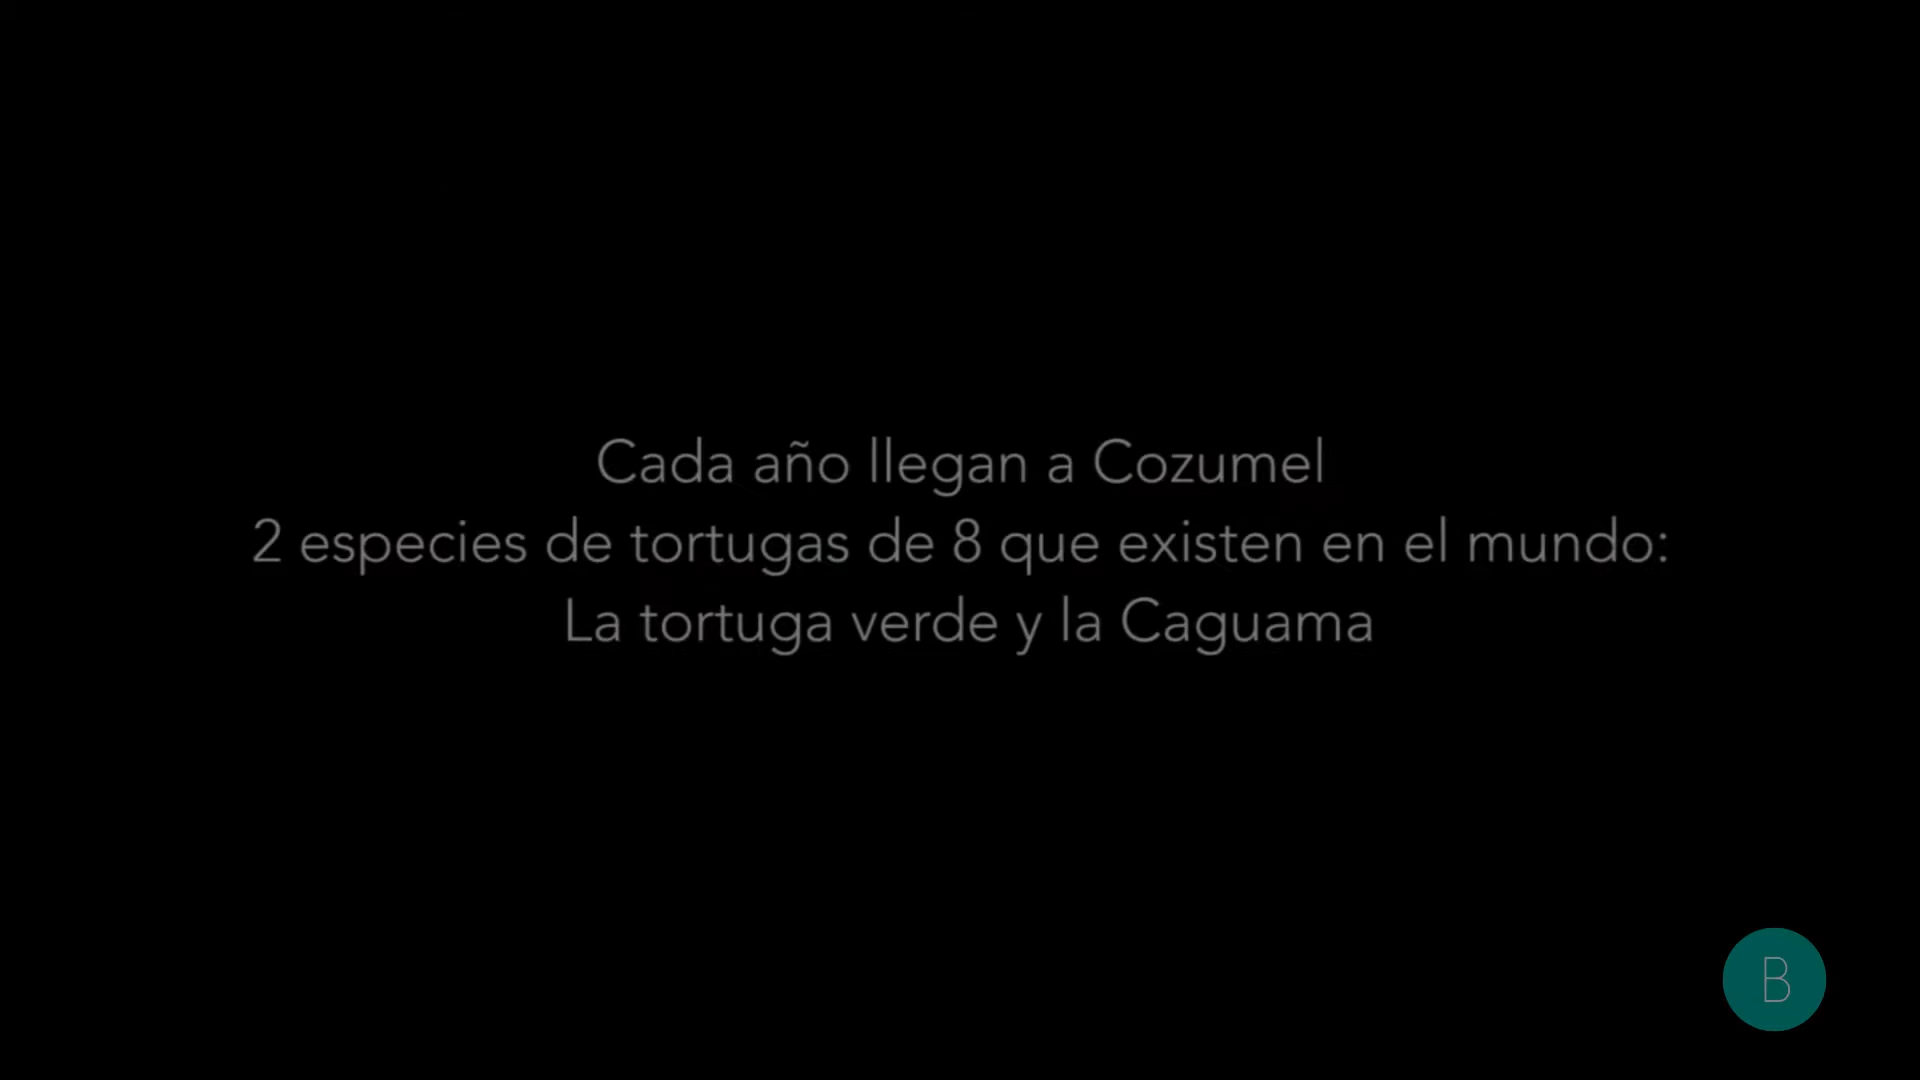 Cada año llegan a Cozumel
2 especies de tortugas de 8 que existen en el mundo:
La tortuga verde y la Caguama
B